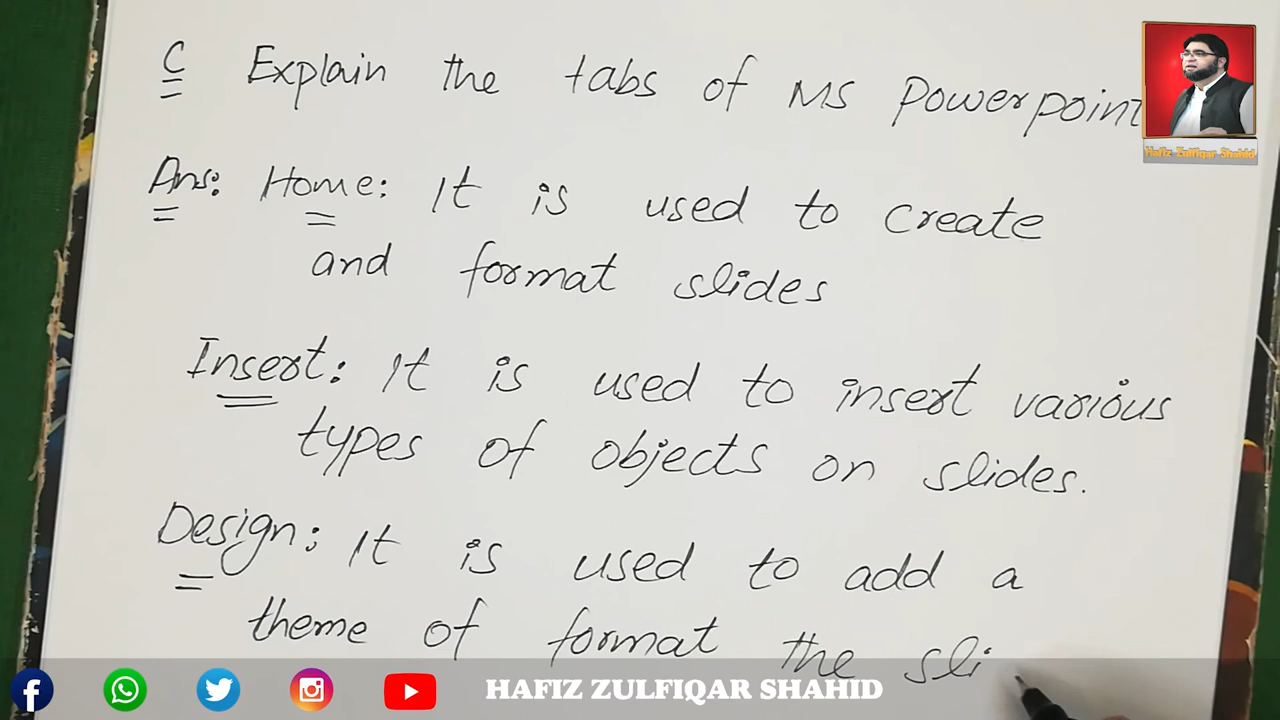 C Explain the tabs of MS Powerpoint
Hafiz Zulfiqar Shahid
Ans: Home: It is used to create
and format slides
Insert: It is used to insert various
types of objects on slides.
Design: It is used to add a
theme of format the sli
HAFIZ ZULFIQAR SHAHID